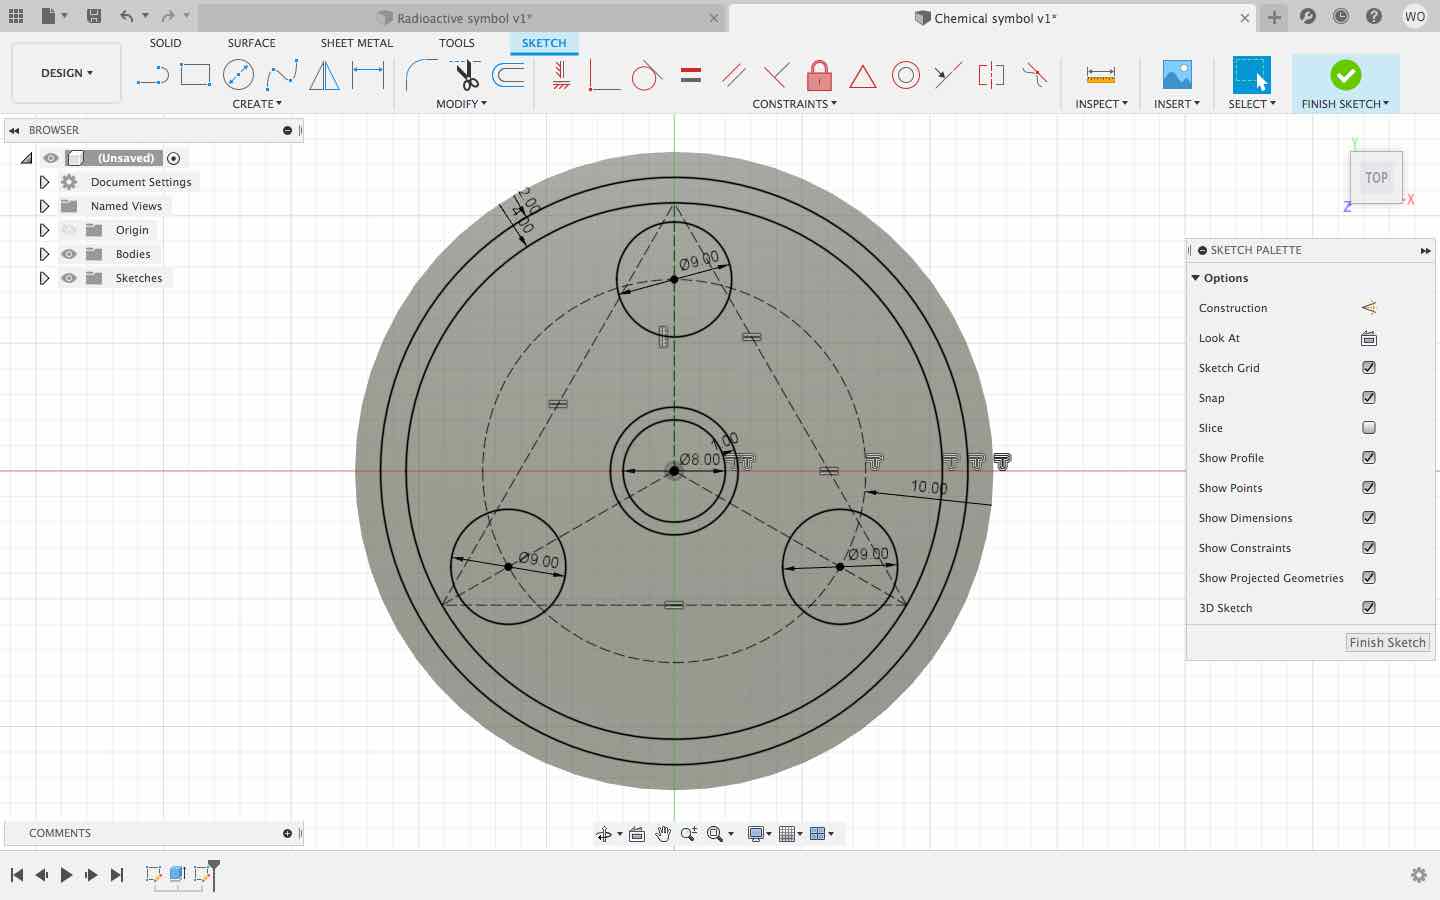 Radioactive symbol v1*
Chemical symbol v1*
WO
DESIGN
SOLID SURFACE SHEET METAL TOOLS SKETCH
CREATE MODIFY CONSTRAINTS INSPECT INSERT SELECT FINISH SKETCH
BROWSER
(Unsaved)
Document Settings
Named Views
Origin
Bodies
Sketches
Y
TOP
X
Z
2.00
4.00
Ø9.00
1.00
Ø8.00
10.00
Ø9.00
Ø9.00
SKETCH PALETTE
Options
Construction
Look At
Sketch Grid
Snap
Slice
Show Profile
Show Points
Show Dimensions
Show Constraints
Show Projected Geometries
3D Sketch
Finish Sketch
COMMENTS